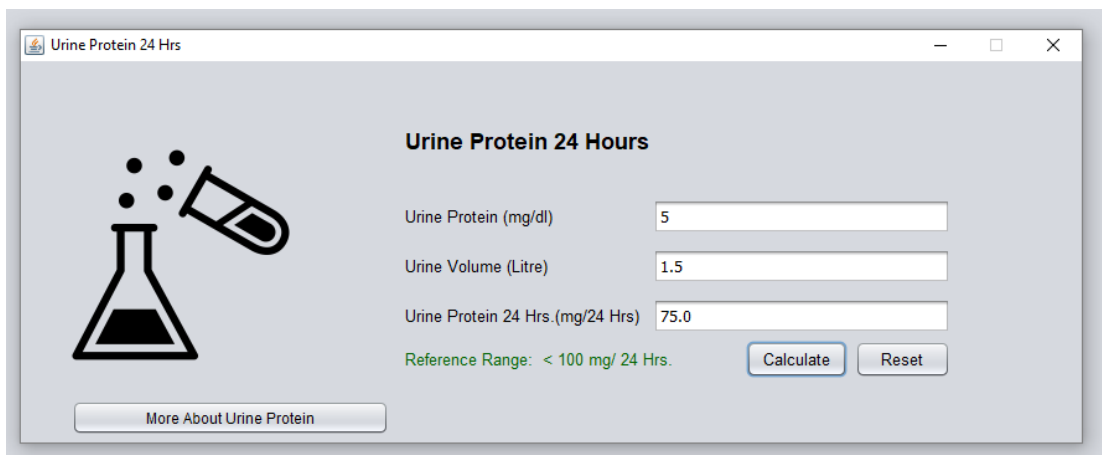 Urine Protein 24 Hrs
Urine Protein 24 Hours
Urine Protein (mg/dl) 5
Urine Volume (Litre) 1.5
Urine Protein 24 Hrs.(mg/24 Hrs) 75.0
Reference Range: < 100 mg/ 24 Hrs. Calculate Reset
More About Urine Protein